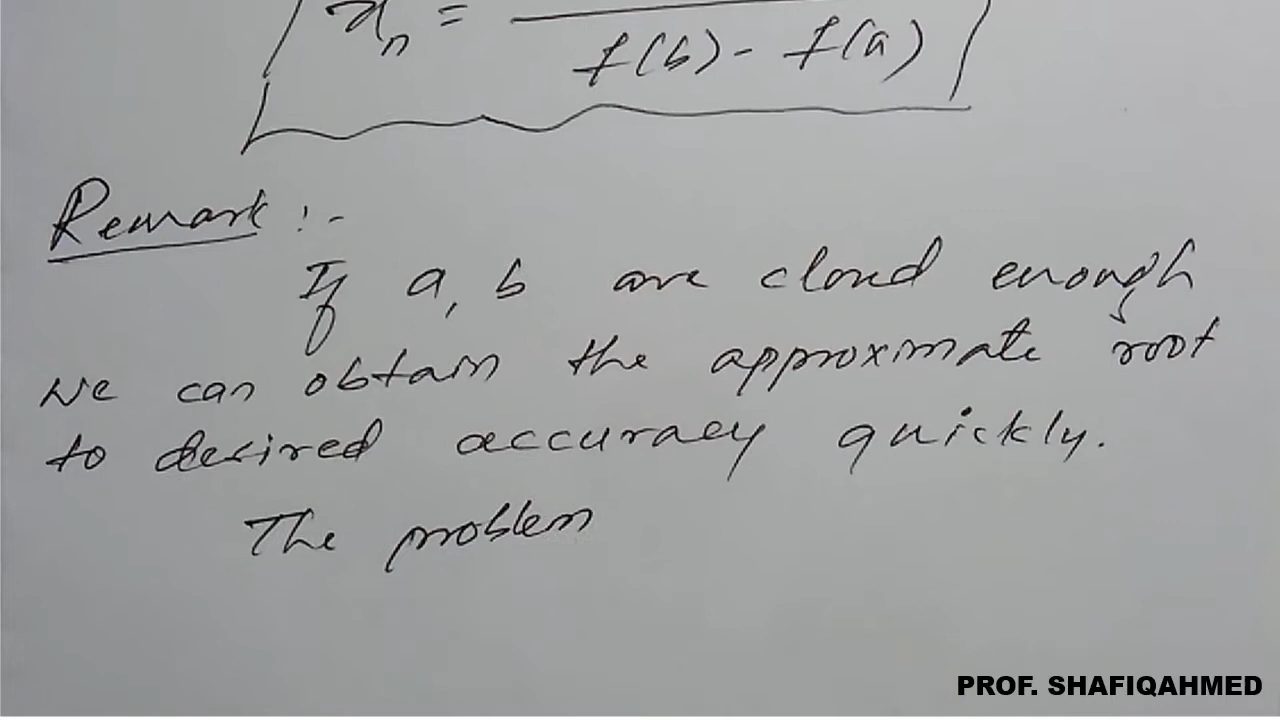 xₙ =
f(b) - f(a)
Remark :-
If a, b are closed enough
we can obtain the approximate root
to desired accuracy quickly.
The problem
PROF. SHAFIQAHMED